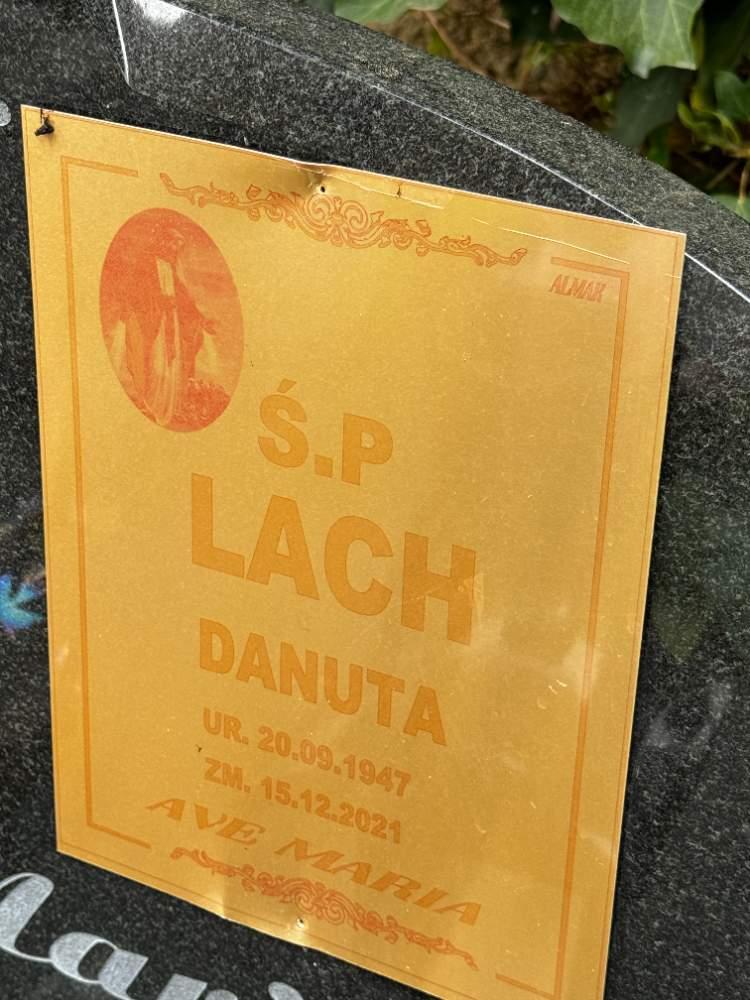 ALMAR
Ś.P
LACH
DANUTA
UR. 20.09.1947
ZM. 15.12.2021
AVE MARIA